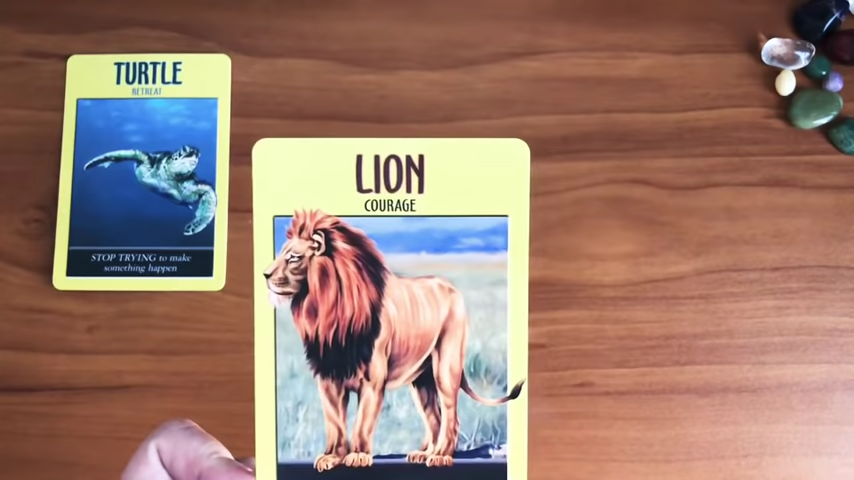 TURTLE
RETREAT
STOP TRYING to make
something happen
LION
COURAGE